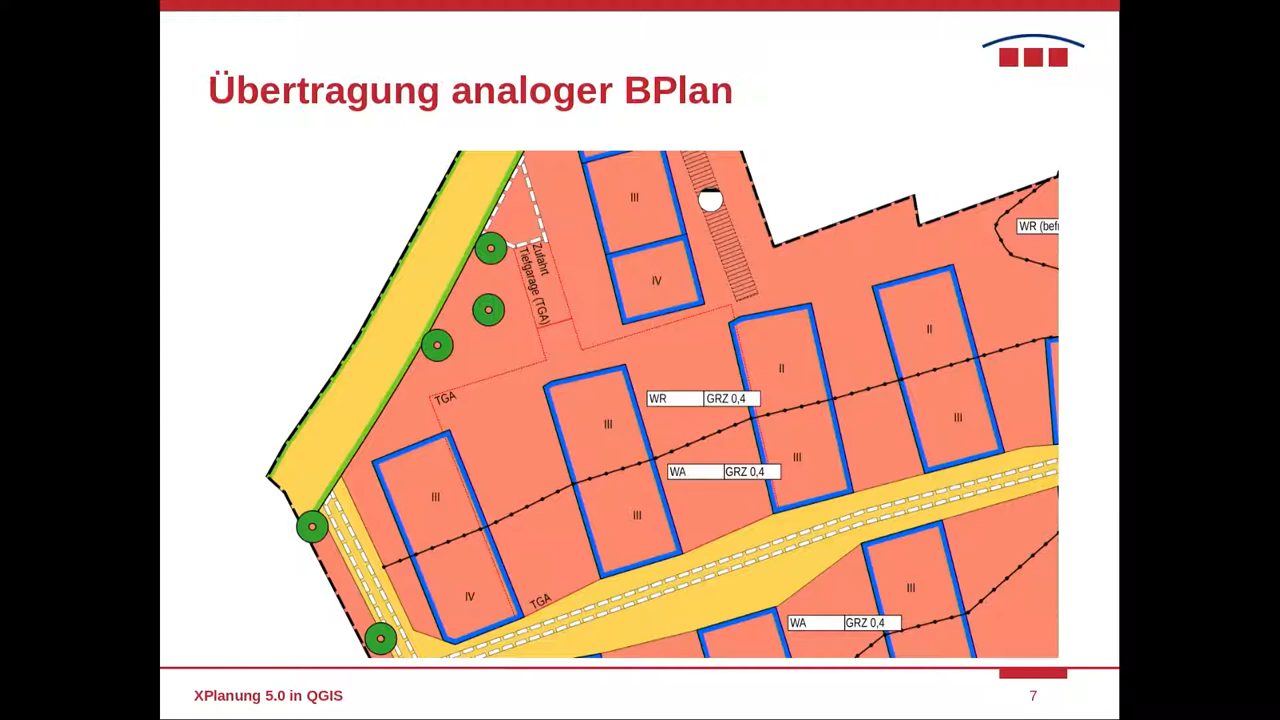 Übertragung analoger BPlan
III
WR (befr
Zufahrt
Tiefgarage (TGA)
IV
II
II
TGA
WR GRZ 0,4
III
III
III
WA GRZ 0,4
III
III
IV
TGA
III
WA GRZ 0,4
XPlanung 5.0 in QGIS
7